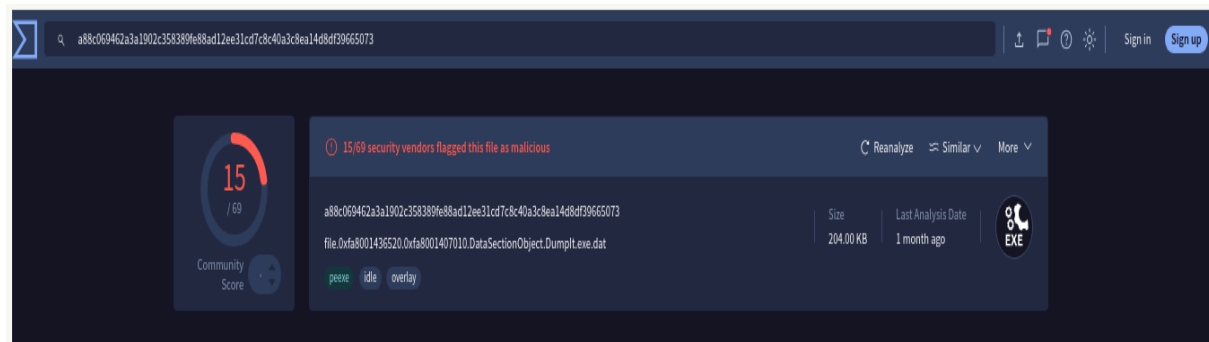 a88c069462a3a1902c358389fe88ad12ee31cd7c8c40a3c8ea14d8df39665073
Sign in
Sign up
15
/ 69
Community
Score
15/69 security vendors flagged this file as malicious
Reanalyze
Similar
More
a88c069462a3a1902c358389fe88ad12ee31cd7c8c40a3c8ea14d8df39665073
file.0xfa8001436520.0xfa8001407010.DataSectionObject.DumpIt.exe.dat
peexe
idle
overlay
Size
204.00 KB
Last Analysis Date
1 month ago
EXE